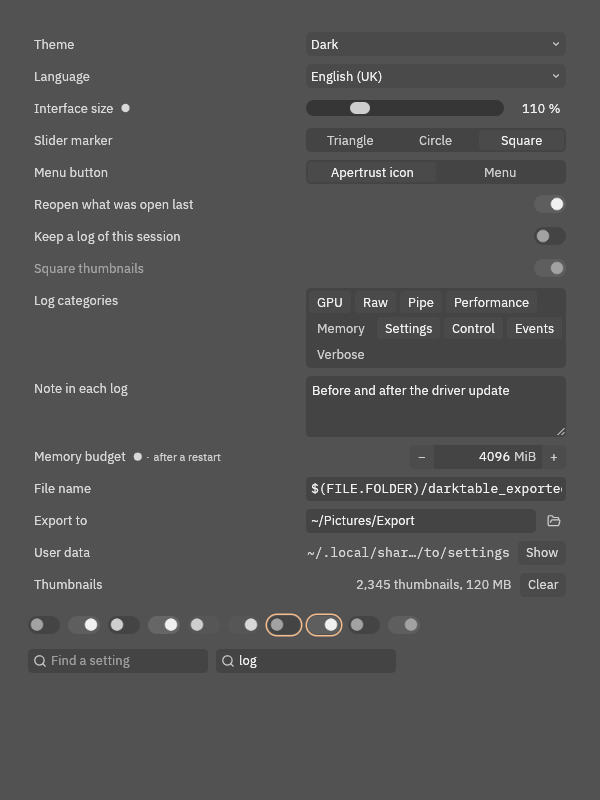 Theme Dark
Language English (UK)
Interface size 110 %
Slider marker Triangle Circle Square
Menu button Apertrust icon Menu
Reopen what was open last
Keep a log of this session
Square thumbnails
Log categories GPU Raw Pipe Performance
Memory Settings Control Events
Verbose
Note in each log Before and after the driver update
Memory budget · after a restart − 4096 MiB +
File name $(FILE.FOLDER)/darktable_exported
Export to ~/Pictures/Export
User data ~/.local/shar…/to/settings Show
Thumbnails 2,345 thumbnails, 120 MB Clear
Find a setting log